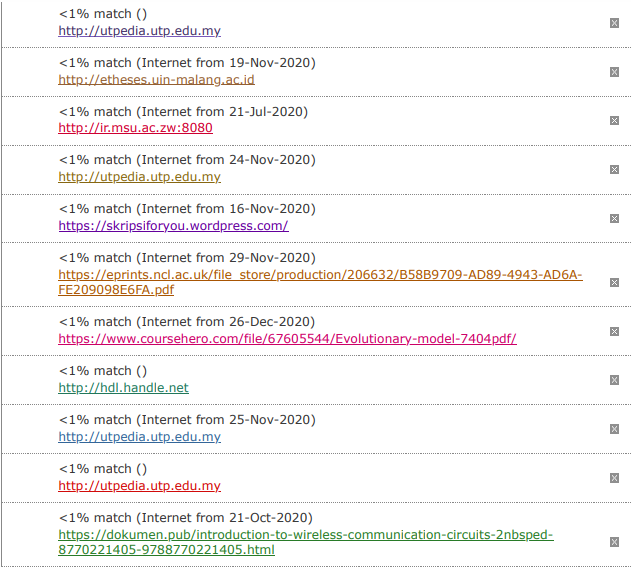 <1% match ()
http://utpedia.utp.edu.my
<1% match (Internet from 19-Nov-2020)
http://etheses.uin-malang.ac.id
<1% match (Internet from 21-Jul-2020)
http://ir.msu.ac.zw:8080
<1% match (Internet from 24-Nov-2020)
http://utpedia.utp.edu.my
<1% match (Internet from 16-Nov-2020)
https://skripsiforyou.wordpress.com/
<1% match (Internet from 29-Nov-2020)
https://eprints.ncl.ac.uk/file_store/production/206632/B58B9709-AD89-4943-AD6A-
FE209098E6FA.pdf
<1% match (Internet from 26-Dec-2020)
https://www.coursehero.com/file/67605544/Evolutionary-model-7404pdf/
<1% match ()
http://hdl.handle.net
<1% match (Internet from 25-Nov-2020)
http://utpedia.utp.edu.my
<1% match ()
http://utpedia.utp.edu.my
<1% match (Internet from 21-Oct-2020)
https://dokumen.pub/introduction-to-wireless-communication-circuits-2nbsped-
8770221405-9788770221405.html